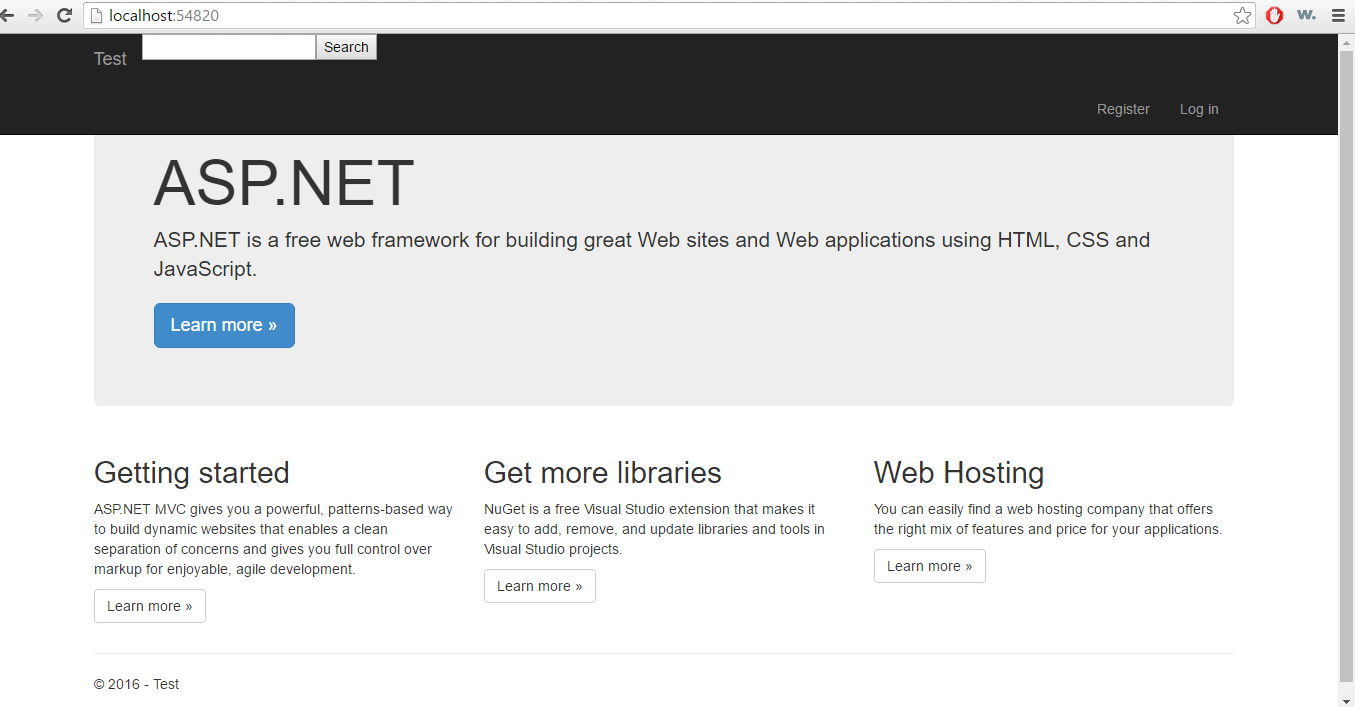 localhost:54820
w.
Test
Search
Register
Log in
ASP.NET
ASP.NET is a free web framework for building great Web sites and Web applications using HTML, CSS and
JavaScript.
Learn more »
Getting started
ASP.NET MVC gives you a powerful, patterns-based way
to build dynamic websites that enables a clean
separation of concerns and gives you full control over
markup for enjoyable, agile development.
Learn more »
Get more libraries
NuGet is a free Visual Studio extension that makes it
easy to add, remove, and update libraries and tools in
Visual Studio projects.
Learn more »
Web Hosting
You can easily find a web hosting company that offers
the right mix of features and price for your applications.
Learn more »
© 2016 - Test